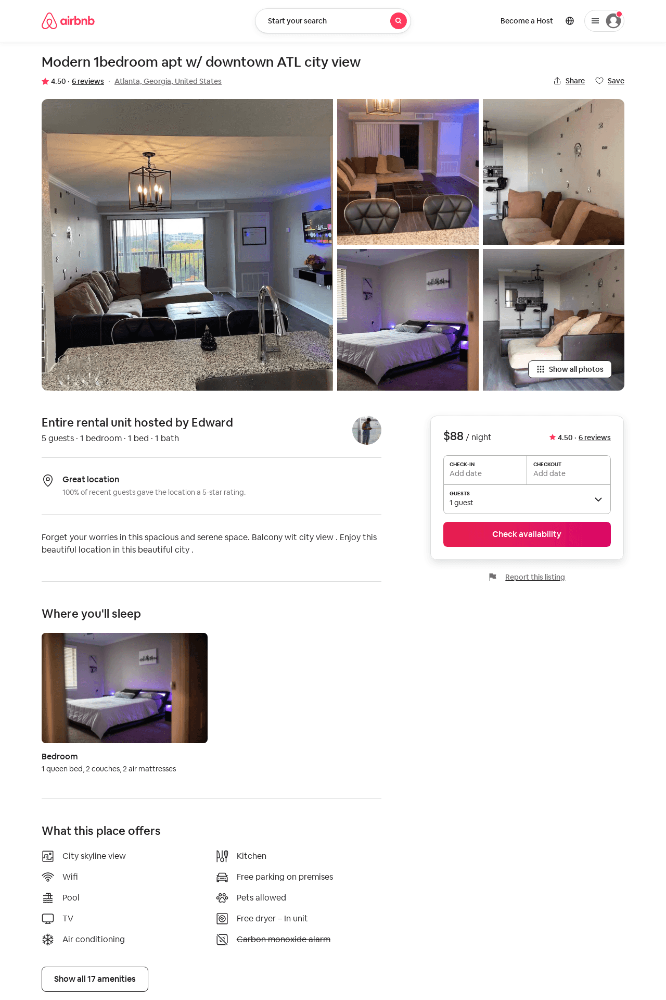 airbnb
Start your search
Become a Host
Modern 1bedroom apt w/ downtown ATL city view
4.50 · 6 reviews · Atlanta, Georgia, United States
Share
Save
Show all photos
Entire rental unit hosted by Edward
5 guests · 1 bedroom · 1 bed · 1 bath
Great location
100% of recent guests gave the location a 5-star rating.
Forget your worries in this spacious and serene space. Balcony wit city view . Enjoy this
beautiful location in this beautiful city .
$88 / night
4.50 · 6 reviews
CHECK-IN
Add date
CHECKOUT
Add date
GUESTS
1 guest
Check availability
Report this listing
Where you'll sleep
Bedroom
1 queen bed, 2 couches, 2 air mattresses
What this place offers
City skyline view
Kitchen
Wifi
Free parking on premises
Pool
Pets allowed
TV
Free dryer – In unit
Air conditioning
Carbon monoxide alarm
Show all 17 amenities